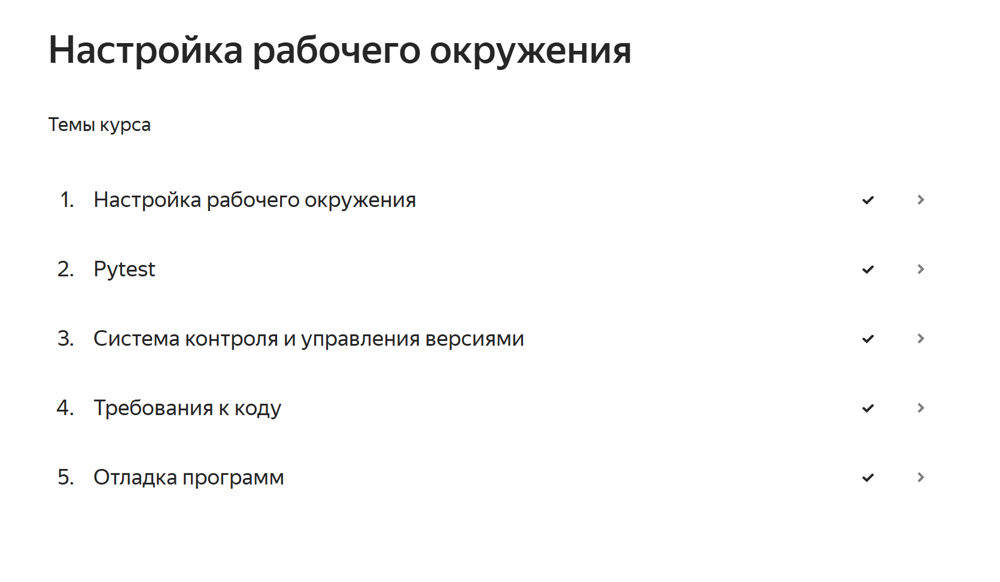 Настройка рабочего окружения
Темы курса
1. Настройка рабочего окружения
2. Pytest
3. Система контроля и управления версиями
4. Требования к коду
5. Отладка программ